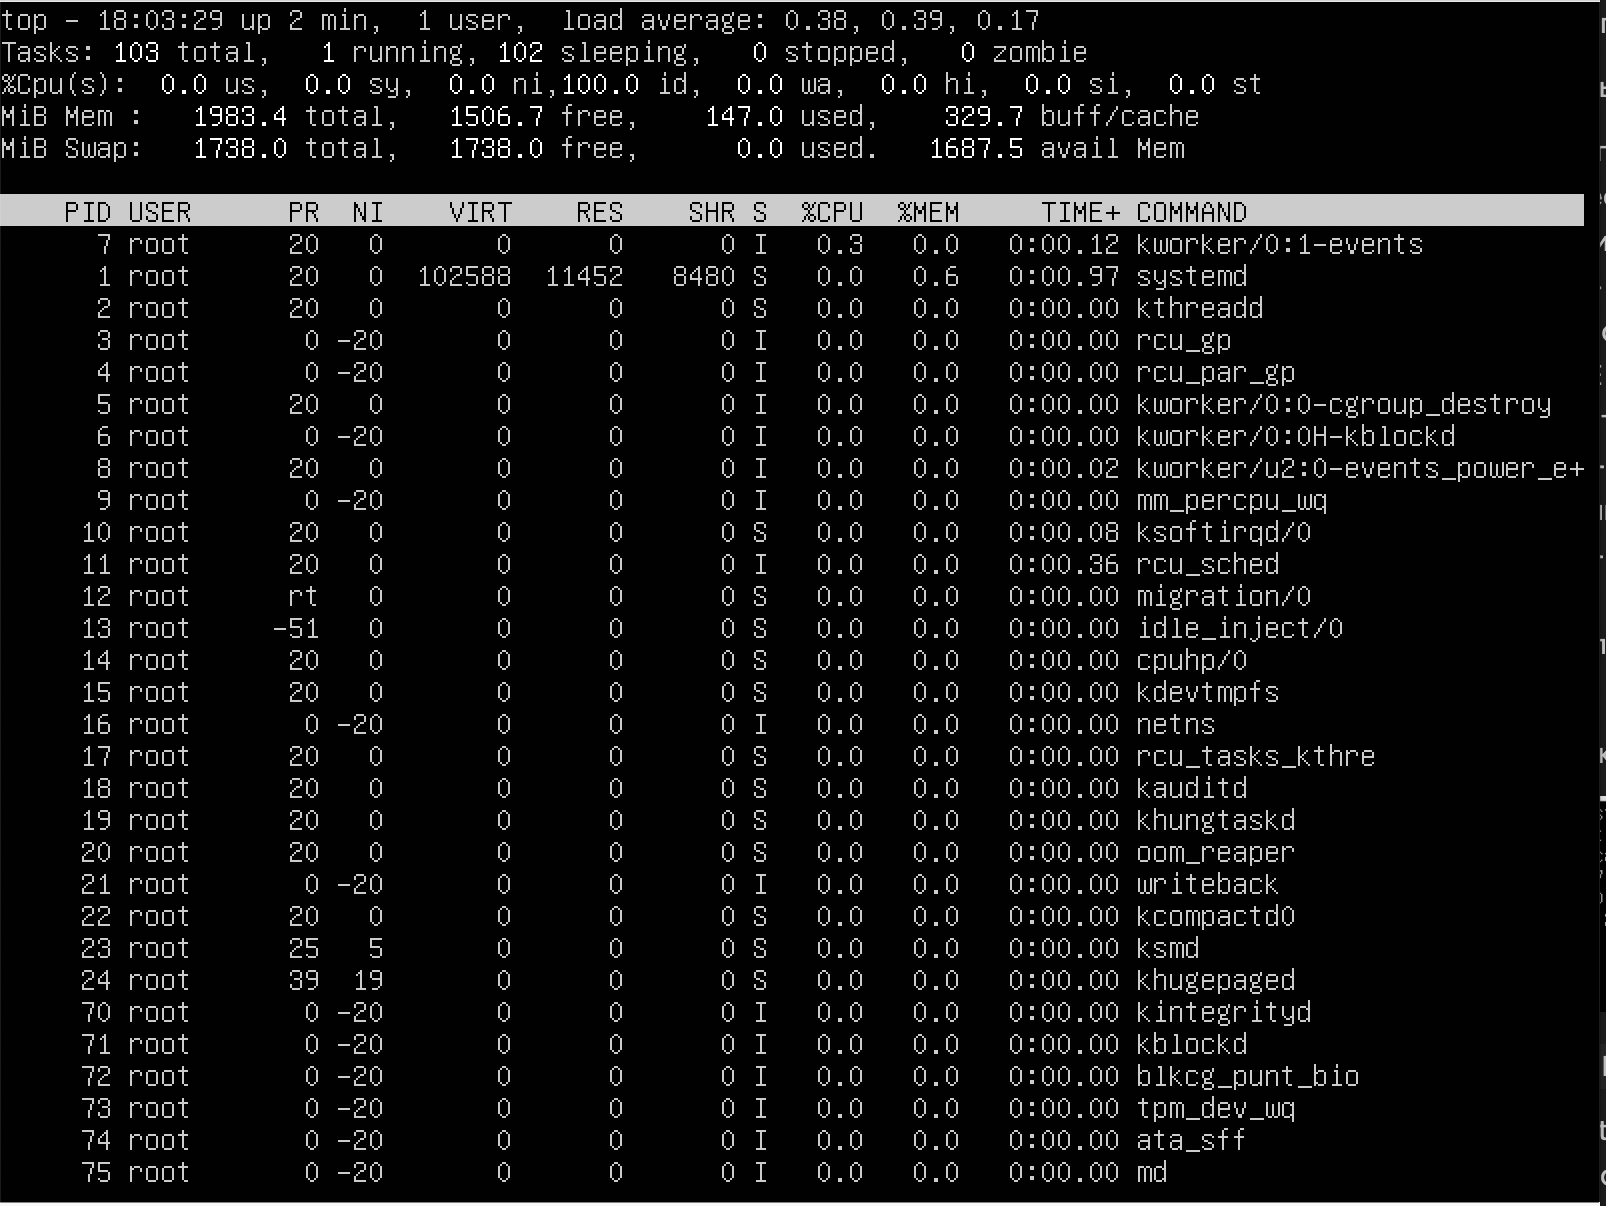 top - 18:03:29 up 2 min,  1 user,  load average: 0.38, 0.39, 0.17
Tasks: 103 total,   1 running, 102 sleeping,   0 stopped,   0 zombie
%Cpu(s):  0.0 us,  0.0 sy,  0.0 ni,100.0 id,  0.0 wa,  0.0 hi,  0.0 si,  0.0 st
MiB Mem :   1983.4 total,   1506.7 free,    147.0 used,    329.7 buff/cache
MiB Swap:   1738.0 total,   1738.0 free,      0.0 used.   1687.5 avail Mem
    PID USER      PR  NI    VIRT    RES    SHR S  %CPU  %MEM     TIME+ COMMAND
      7 root      20   0       0      0      0 I   0.3   0.0   0:00.12 kworker/0:1-events
      1 root      20   0  102588  11452   8480 S   0.0   0.6   0:00.97 systemd
      2 root      20   0       0      0      0 S   0.0   0.0   0:00.00 kthreadd
      3 root       0 -20       0      0      0 I   0.0   0.0   0:00.00 rcu_gp
      4 root       0 -20       0      0      0 I   0.0   0.0   0:00.00 rcu_par_gp
      5 root      20   0       0      0      0 I   0.0   0.0   0:00.00 kworker/0:0-cgroup_destroy
      6 root       0 -20       0      0      0 I   0.0   0.0   0:00.00 kworker/0:0H-kblockd
      8 root      20   0       0      0      0 I   0.0   0.0   0:00.02 kworker/u2:0-events_power_e+
      9 root       0 -20       0      0      0 I   0.0   0.0   0:00.00 mm_percpu_wq
     10 root      20   0       0      0      0 S   0.0   0.0   0:00.08 ksoftirqd/0
     11 root      20   0       0      0      0 I   0.0   0.0   0:00.36 rcu_sched
     12 root      rt   0       0      0      0 S   0.0   0.0   0:00.00 migration/0
     13 root     -51   0       0      0      0 S   0.0   0.0   0:00.00 idle_inject/0
     14 root      20   0       0      0      0 S   0.0   0.0   0:00.00 cpuhp/0
     15 root      20   0       0      0      0 S   0.0   0.0   0:00.00 kdevtmpfs
     16 root       0 -20       0      0      0 I   0.0   0.0   0:00.00 netns
     17 root      20   0       0      0      0 S   0.0   0.0   0:00.00 rcu_tasks_kthre
     18 root      20   0       0      0      0 S   0.0   0.0   0:00.00 kauditd
     19 root      20   0       0      0      0 S   0.0   0.0   0:00.00 khungtaskd
     20 root      20   0       0      0      0 S   0.0   0.0   0:00.00 oom_reaper
     21 root       0 -20       0      0      0 I   0.0   0.0   0:00.00 writeback
     22 root      20   0       0      0      0 S   0.0   0.0   0:00.00 kcompactd0
     23 root      25   5       0      0      0 S   0.0   0.0   0:00.00 ksmd
     24 root      39  19       0      0      0 S   0.0   0.0   0:00.00 khugepaged
     70 root       0 -20       0      0      0 I   0.0   0.0   0:00.00 kintegrityd
     71 root       0 -20       0      0      0 I   0.0   0.0   0:00.00 kblockd
     72 root       0 -20       0      0      0 I   0.0   0.0   0:00.00 blkcg_punt_bio
     73 root       0 -20       0      0      0 I   0.0   0.0   0:00.00 tpm_dev_wq
     74 root       0 -20       0      0      0 I   0.0   0.0   0:00.00 ata_sff
     75 root       0 -20       0      0      0 I   0.0   0.0   0:00.00 md